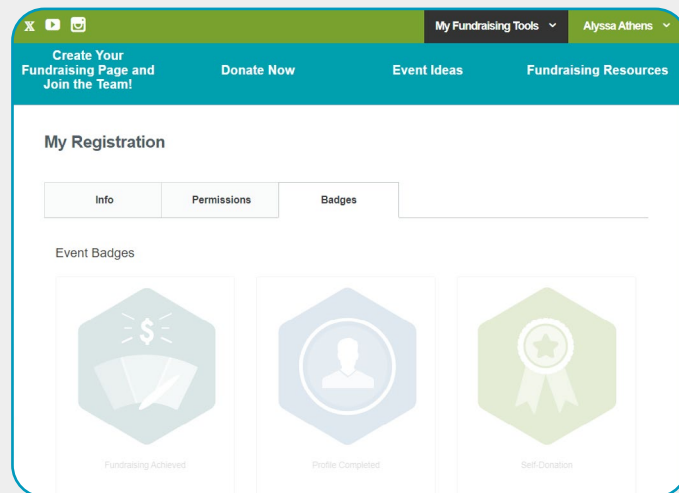 My Fundraising Tools Alyssa Athens
Create Your
Fundraising Page and
Join the Team!
Donate Now
Event Ideas
Fundraising Resources
My Registration
Info Permissions Badges
Event Badges
$
Fundraising Achieved Profile Completed Self-Donation